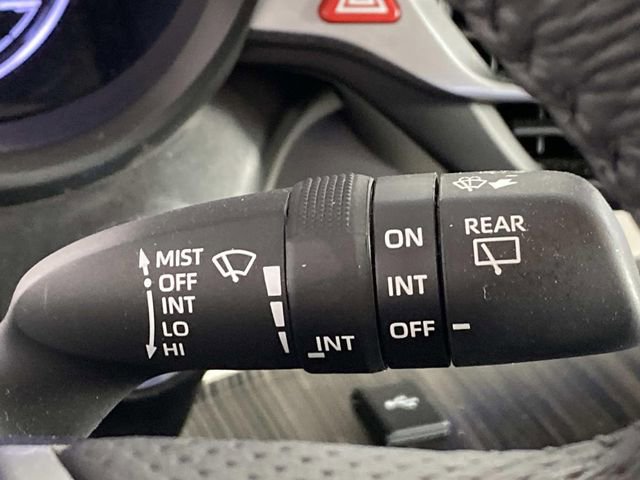 MIST
OFF
INT
LO
HI
INT
ON
INT
OFF
REAR